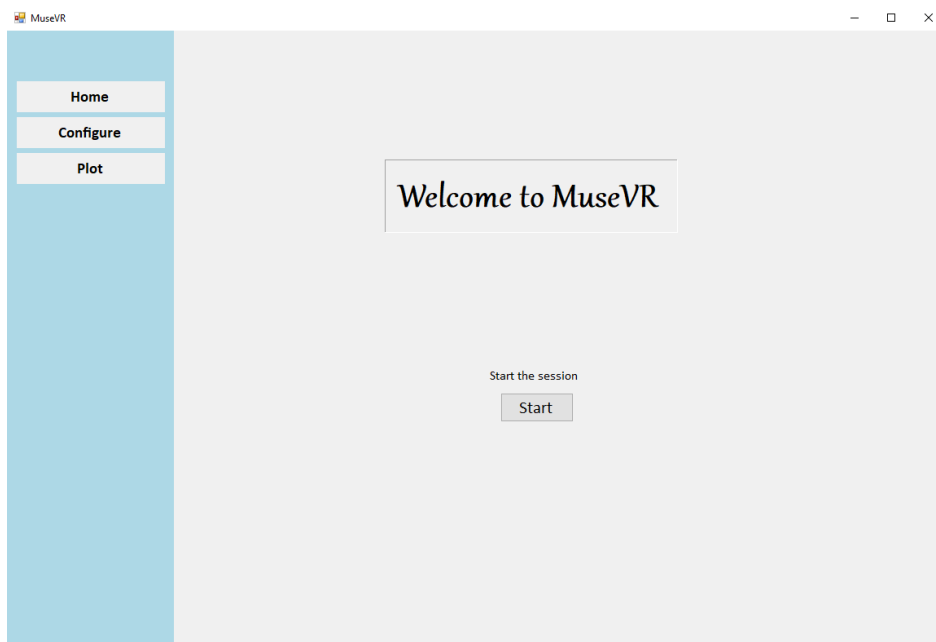 MuseVR
Home
Configure
Plot
Welcome to MuseVR
Start the session
Start